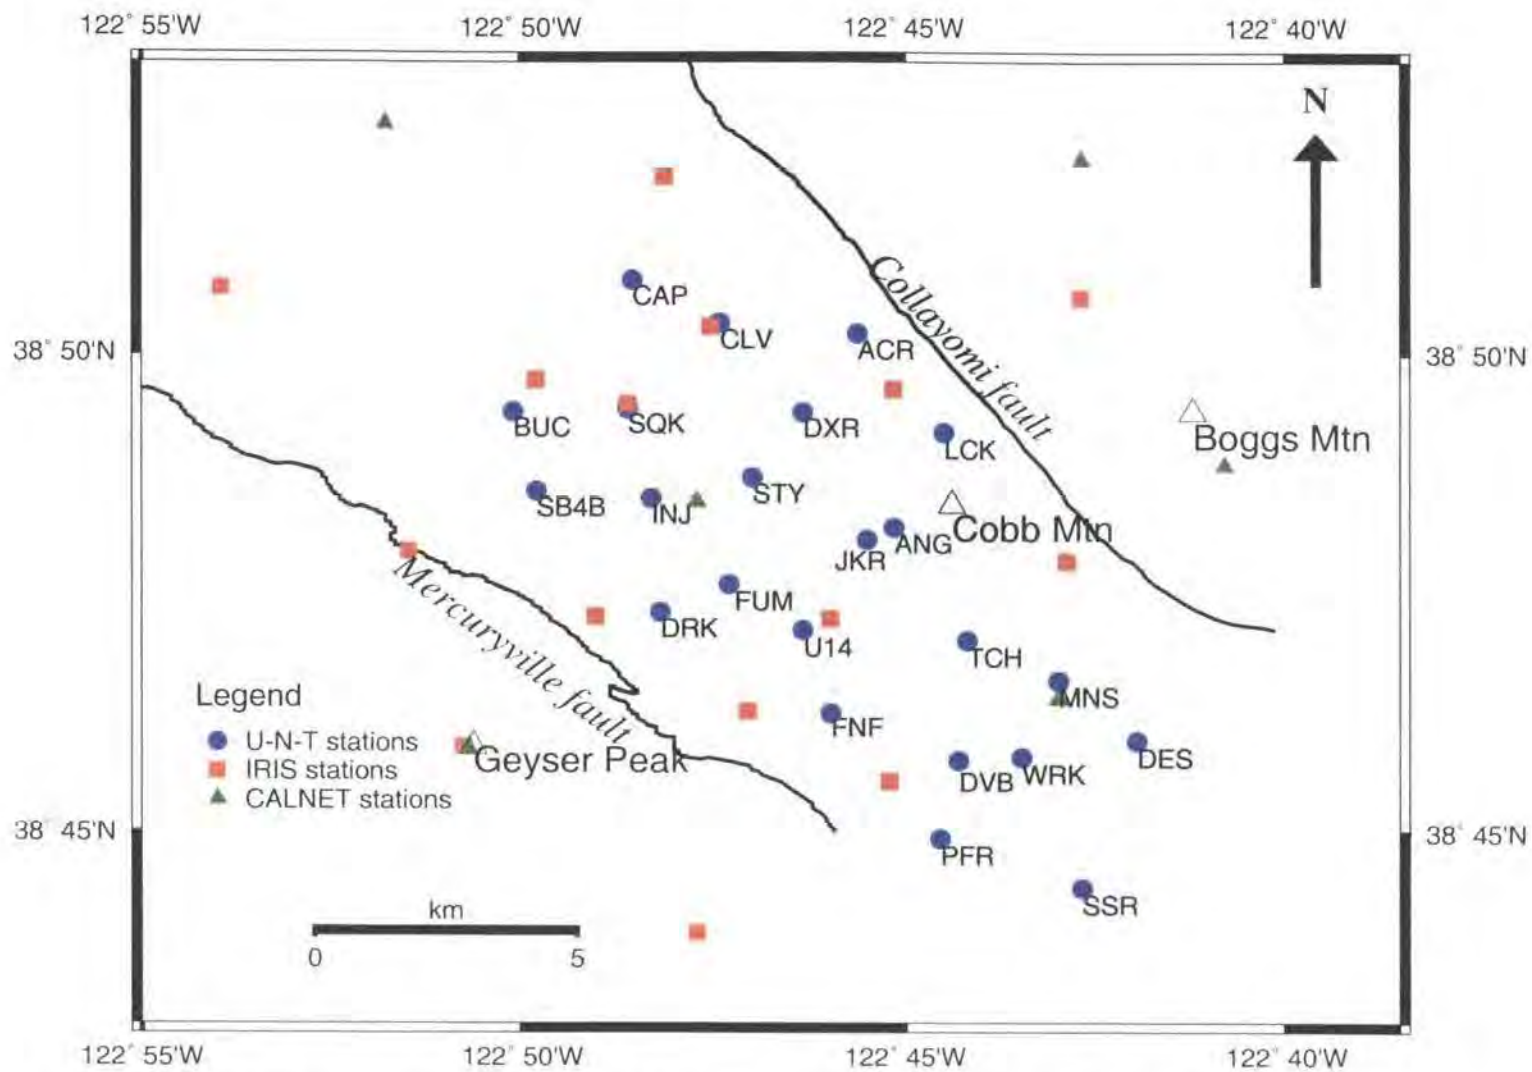 122° 55'W
122° 50'W
122° 45'W
122° 40'W
N
CAP
CLV
ACR
Collayomi fault
38° 50'N
38° 50'N
BUC
SQK
DXR
LCK
Boggs Mtn
SB4B
INJ
STY
ANG
Cobb Mtn
JKR
Mercuryville fault
FUM
DRK
U14
TCH
MNS
Legend
U-N-T stations
IRIS stations
CALNET stations
Geyser Peak
FNF
DVB
WRK
DES
38° 45'N
38° 45'N
PFR
SSR
km
0
5
122° 55'W
122° 50'W
122° 45'W
122° 40'W